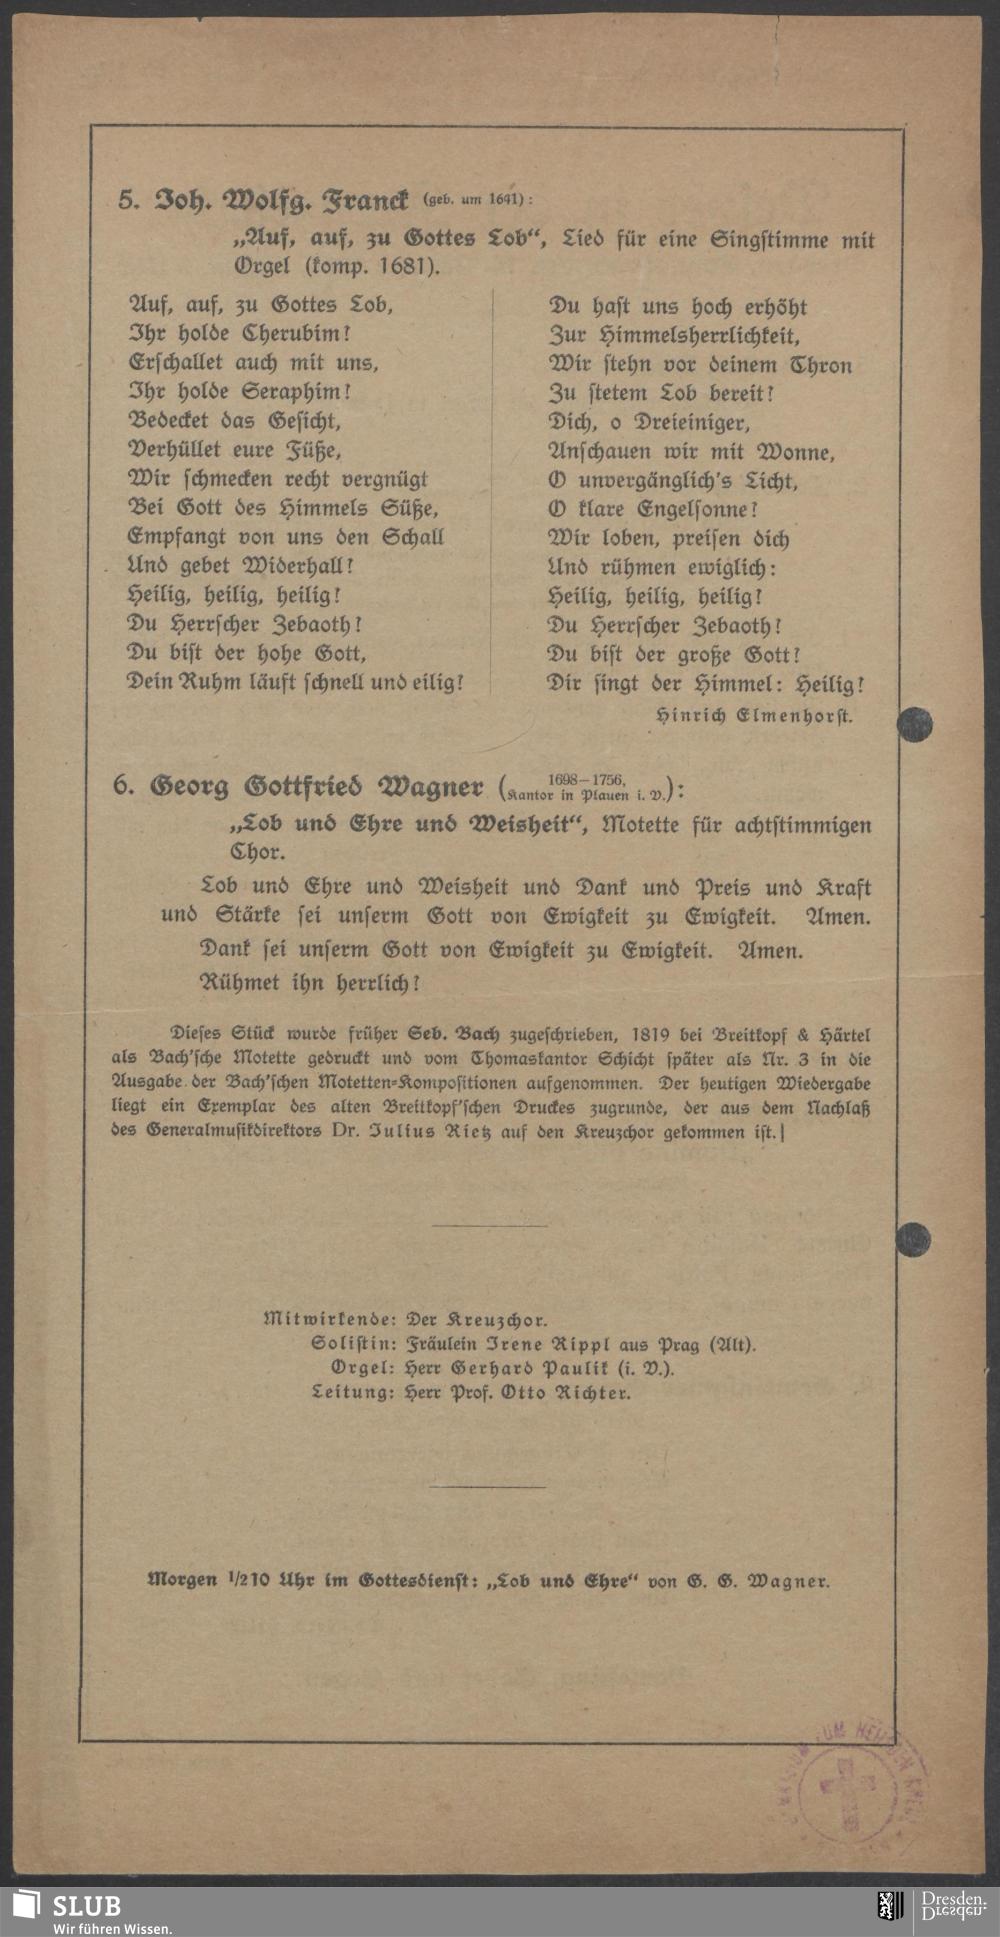 5. Joh. Wolfg. Franck (geb. um 1641):
„Auf, auf, zu Gottes Lob“, Lied für eine Singstimme mit
Orgel (komp. 1681).
Auf, auf, zu Gottes Lob,
Ihr holde Cherubim!
Erschallet auch mit uns,
Ihr holde Seraphim!
Bedecket das Gesicht,
Verhüllet eure Füße,
Wir schmecken recht vergnügt
Bei Gott des Himmels Süße,
Empfangt von uns den Schall
Und gebet Widerhall!
Heilig, heilig, heilig!
Du Herrscher Zebaoth!
Du bist der hohe Gott,
Dein Ruhm läuft schnell und eilig!
Du hast uns hoch erhöht
Zur Himmelsherrlichkeit,
Wir stehn vor deinem Thron
Zu stetem Lob bereit!
Dich, o Dreieiniger,
Anschauen wir mit Wonne,
O unvergänglich's Licht,
O klare Engelsonne!
Wir loben, preisen dich
Und rühmen ewiglich:
Heilig, heilig, heilig!
Du Herrscher Zebaoth!
Du bist der große Gott!
Dir singt der Himmel: Heilig!
Hinrich Elmenhorst.
6. Georg Gottfried Wagner (1698–1756,
Kantor in Plauen i. V.):
„Lob und Ehre und Weisheit“, Motette für achtstimmigen
Chor.
Lob und Ehre und Weisheit und Dank und Preis und Kraft
und Stärke sei unserm Gott von Ewigkeit zu Ewigkeit. Amen.
Dank sei unserm Gott von Ewigkeit zu Ewigkeit. Amen.
Rühmet ihn herrlich!
Dieses Stück wurde früher Seb. Bach zugeschrieben, 1819 bei Breitkopf & Härtel
als Bach'sche Motette gedruckt und vom Thomaskantor Schicht später als Nr. 3 in die
Ausgabe der Bach'schen Motetten-Kompositionen aufgenommen. Der heutigen Wiedergabe
liegt ein Exemplar des alten Breitkopf'schen Druckes zugrunde, der aus dem Nachlaß
des Generalmusikdirektors Dr. Julius Rietz auf den Kreuzchor gekommen ist.
Mitwirkende: Der Kreuzchor.
Solistin: Fräulein Irene Rippl aus Prag (Alt).
Orgel: Herr Gerhard Paulik (i. V.).
Leitung: Herr Prof. Otto Richter.
Morgen 1/2 10 Uhr im Gottesdienst: „Lob und Ehre“ von G. G. Wagner.
ZUM
SLUB
Wir führen Wissen.
Dresden.
Dresden.